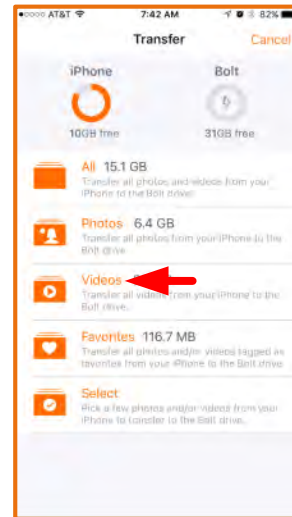 AT&T 7:42 AM 82%
Transfer Cancel
iPhone Bolt
10GB free 31GB free
All 15.1 GB
Transfer all photos and videos from your
iPhone to the Bolt drive.
Photos 6.4 GB
Transfer all photos from your iPhone to the
Bolt drive.
Videos
Transfer all videos from your iPhone to the
Bolt drive.
Favorites 116.7 MB
Transfer all photos and/or videos tagged as
favorites from your iPhone to the Bolt drive.
Select
Pick a few photos and/or videos from your
iPhone to transfer to the Bolt drive.